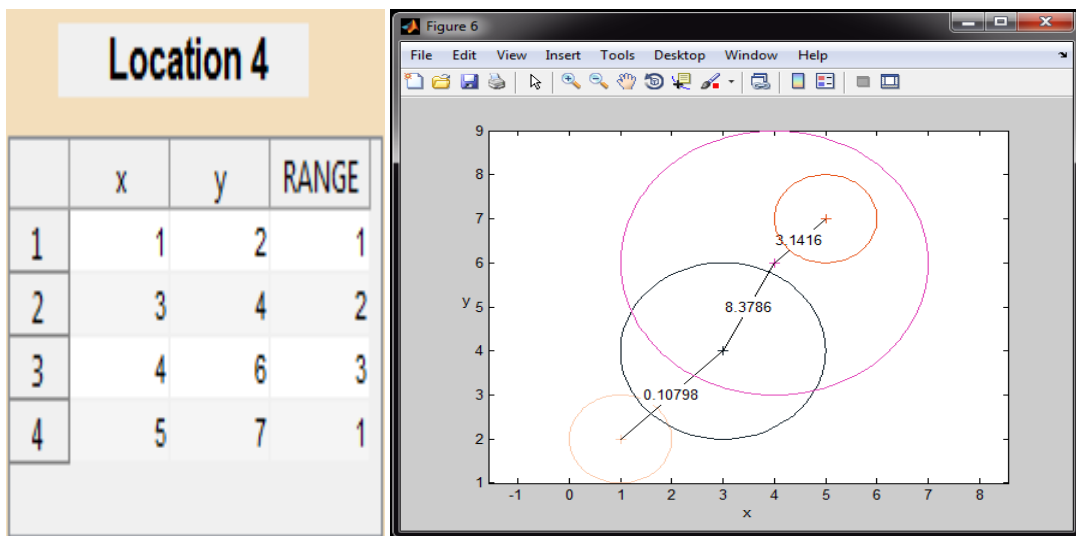 Location 4
x y RANGE
1 1 2 1
2 3 4 2
3 4 6 3
4 5 7 1
Figure 6
File Edit View Insert Tools Desktop Window Help
9
8
7
3.1416
6
y 5 8.3786
4
3 0.10798
2
1
-1 0 1 2 3 4 5 6 7 8
x